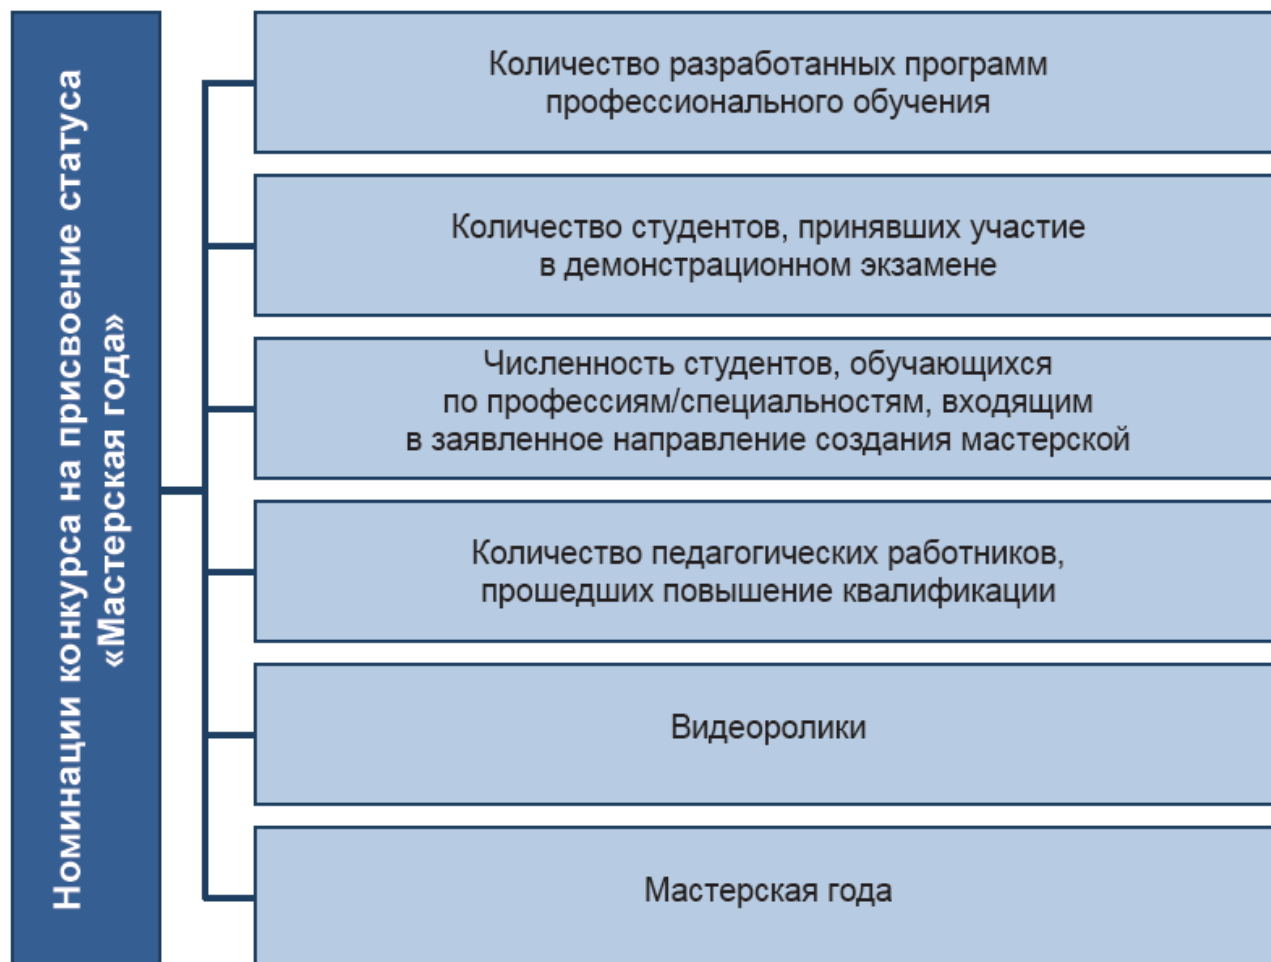 Номинации конкурса на присвоение статуса
«Мастерская года»
Количество разработанных программ
профессионального обучения
Количество студентов, принявших участие
в демонстрационном экзамене
Численность студентов, обучающихся
по профессиям/специальностям, входящим
в заявленное направление создания мастерской
Количество педагогических работников,
прошедших повышение квалификации
Видеоролики
Мастерская года